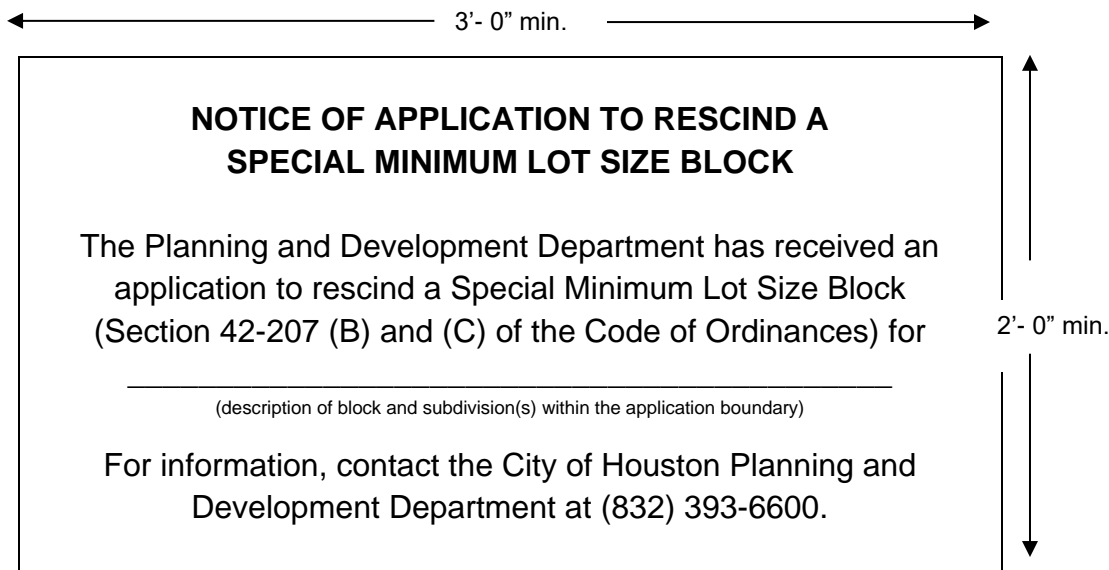 3’- 0” min.
NOTICE OF APPLICATION TO RESCIND A
SPECIAL MINIMUM LOT SIZE BLOCK
The Planning and Development Department has received an
application to rescind a Special Minimum Lot Size Block
(Section 42-207 (B) and (C) of the Code of Ordinances) for
2’- 0” min.
(description of block and subdivision(s) within the application boundary)
For information, contact the City of Houston Planning and
Development Department at (832) 393-6600.